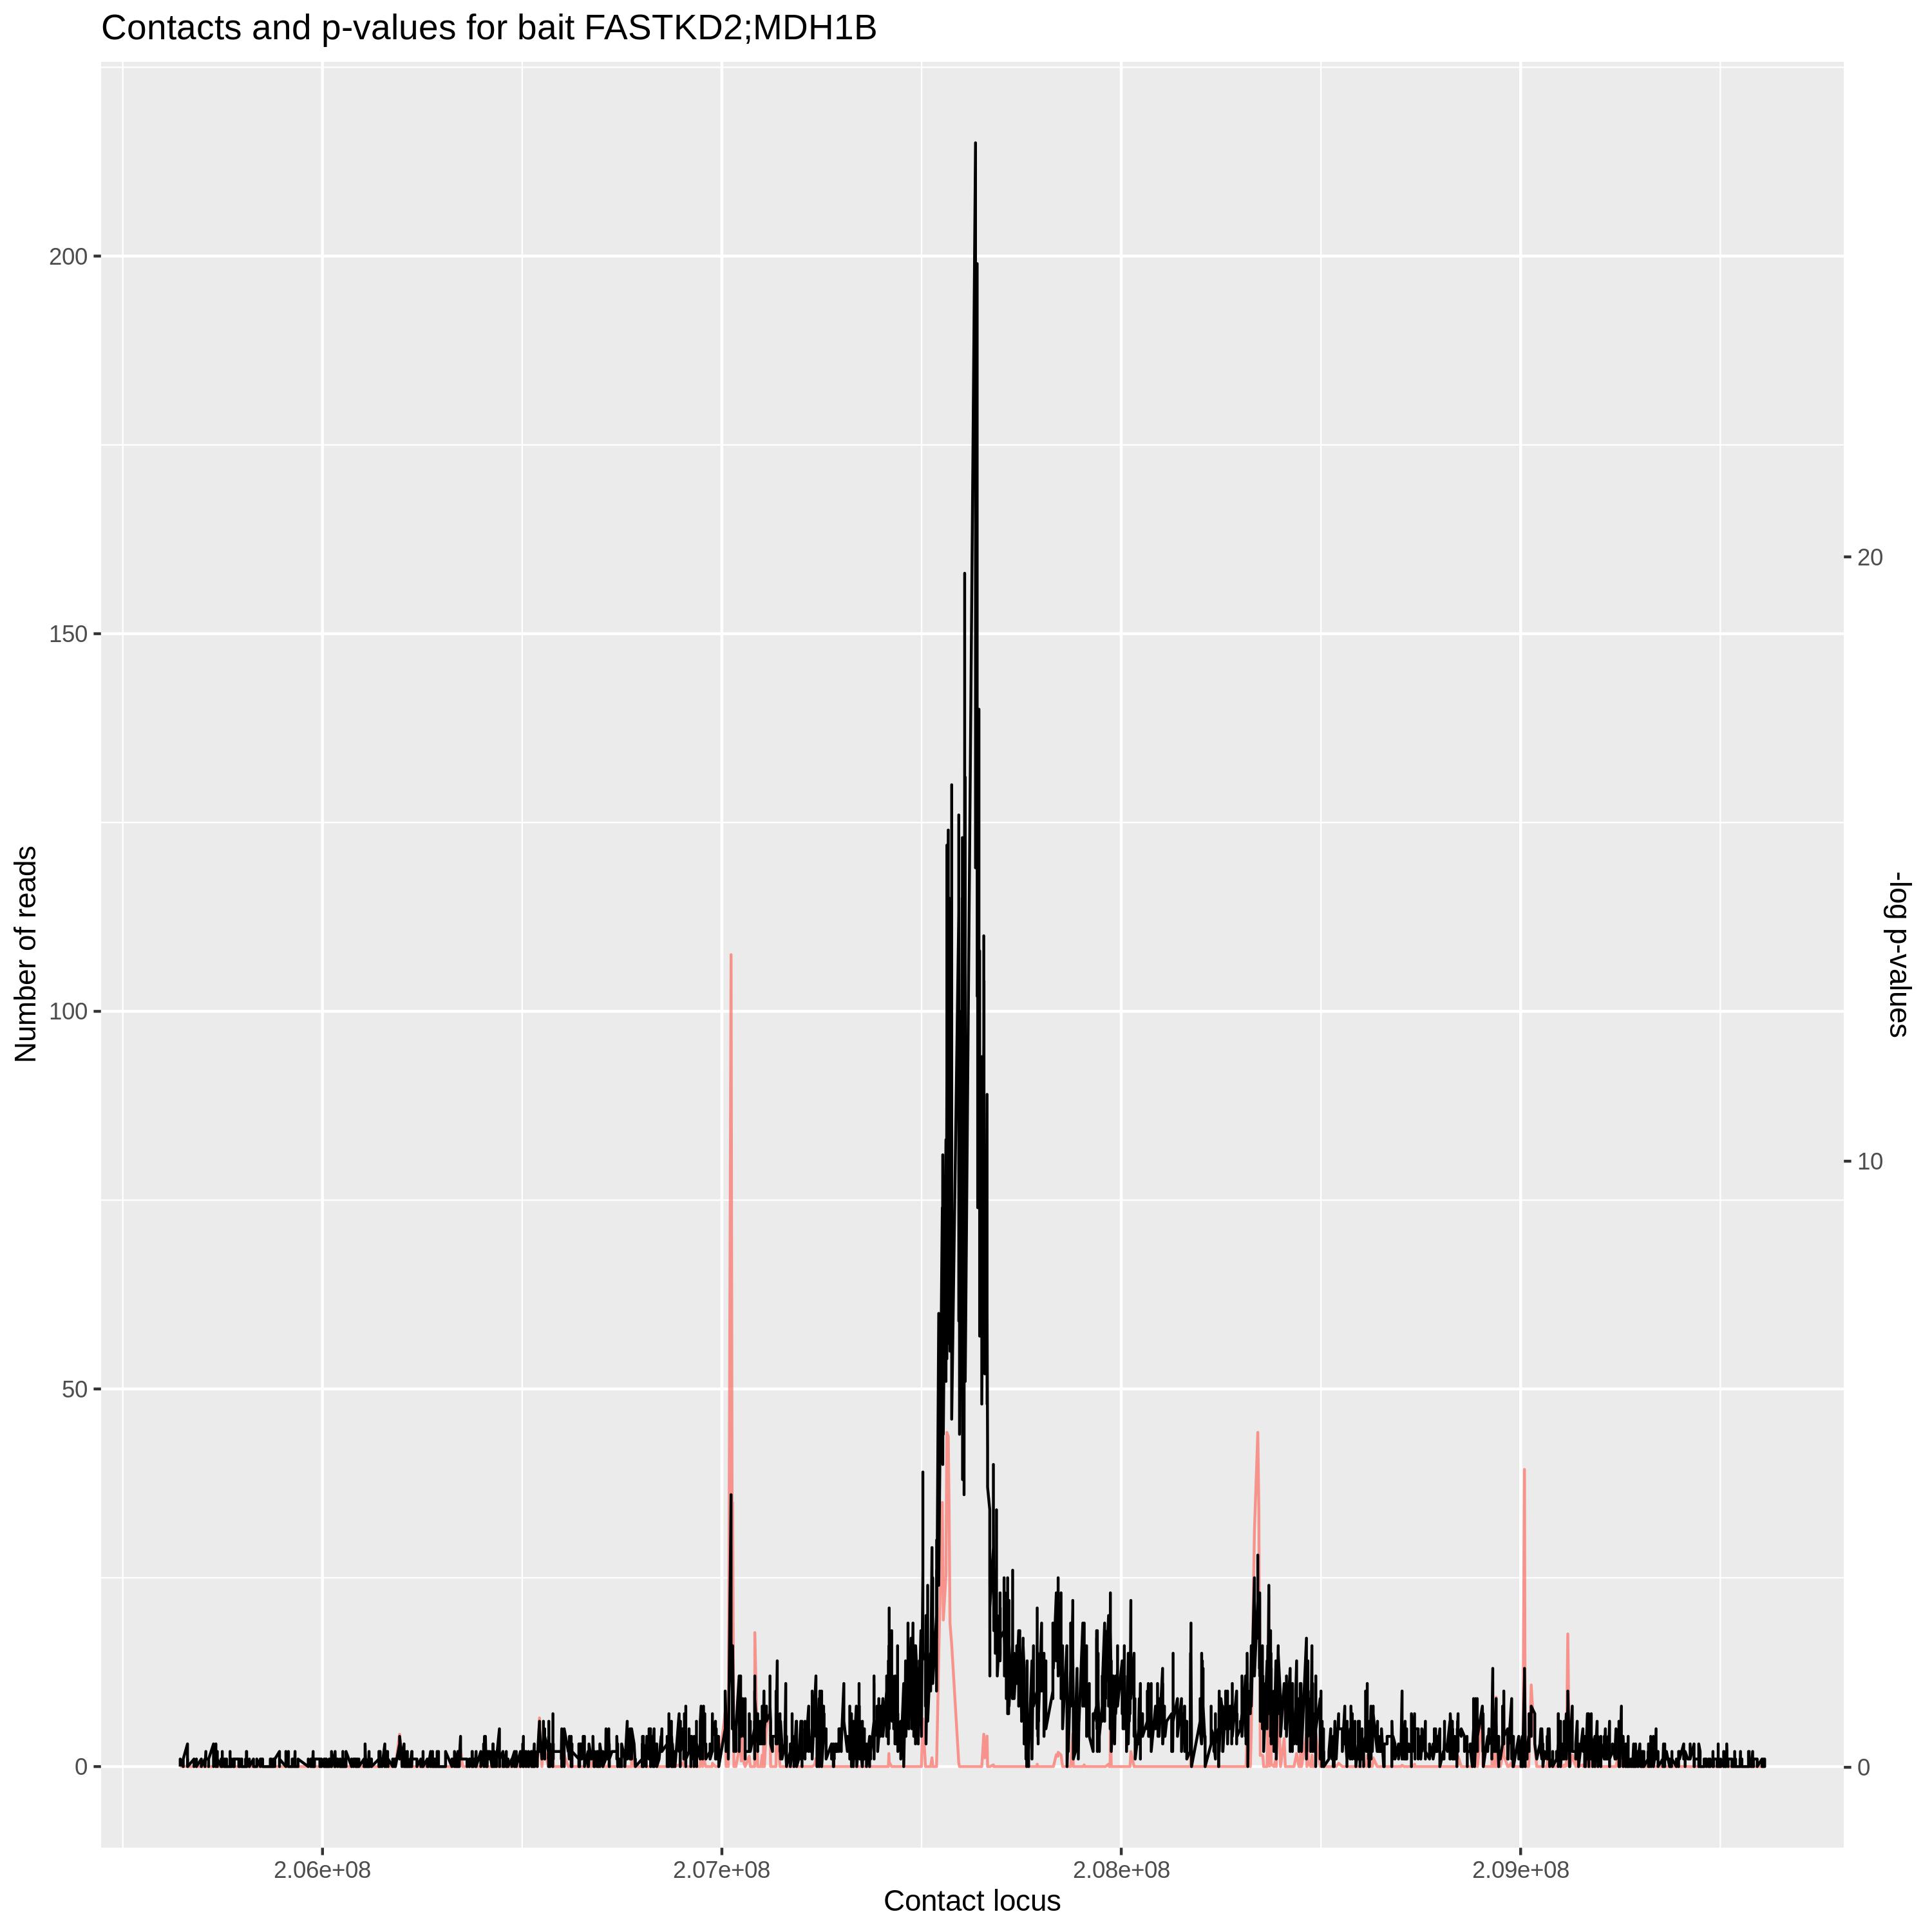 Contacts and p-values for bait FASTKD2;MDH1B
Number of reads
200
150
100
50
0
20
10
0
-log p-values
2.06e+08
2.07e+08
2.08e+08
2.09e+08
Contact locus